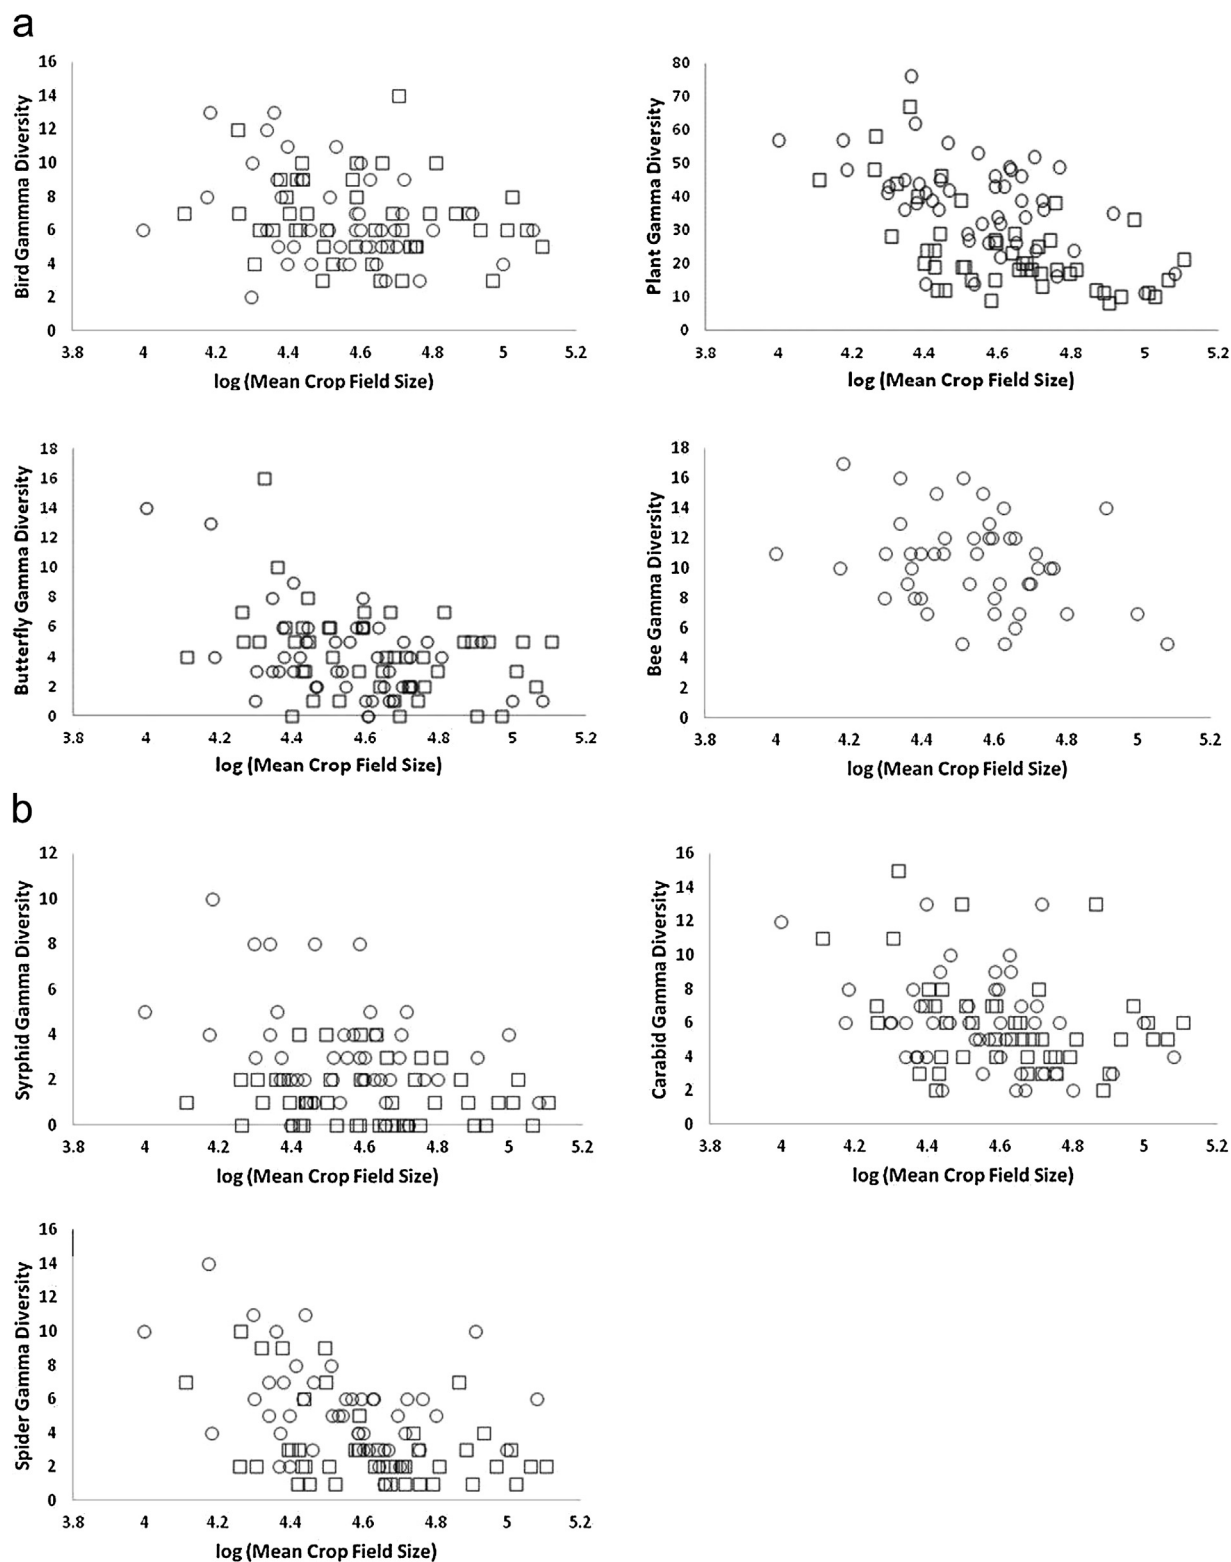 a
16
14
12
10
8
6
4
2
0
Bird Gammma Diversity
3.8 4 4.2 4.4 4.6 4.8 5 5.2
log (Mean Crop Field Size)
80
70
60
50
40
30
20
10
0
Plant Gamma Diversity
3.8 4 4.2 4.4 4.6 4.8 5 5.2
log (Mean Crop Field Size)
18
16
14
12
10
8
6
4
2
0
Butterfly Gamma Diversity
3.8 4 4.2 4.4 4.6 4.8 5 5.2
log (Mean Crop Field Size)
18
16
14
12
10
8
6
4
2
0
Bee Gamma Diversity
3.8 4 4.2 4.4 4.6 4.8 5 5.2
log (Mean Crop Field Size)
b
12
10
8
6
4
2
0
Syrphid Gamma Diversity
3.8 4 4.2 4.4 4.6 4.8 5 5.2
log (Mean Crop Field Size)
16
14
12
10
8
6
4
2
0
Carabid Gamma Diversity
3.8 4 4.2 4.4 4.6 4.8 5 5.2
log (Mean Crop Field Size)
16
14
12
10
8
6
4
2
0
Spider Gamma Diversity
3.8 4 4.2 4.4 4.6 4.8 5 5.2
log (Mean Crop Field Size)